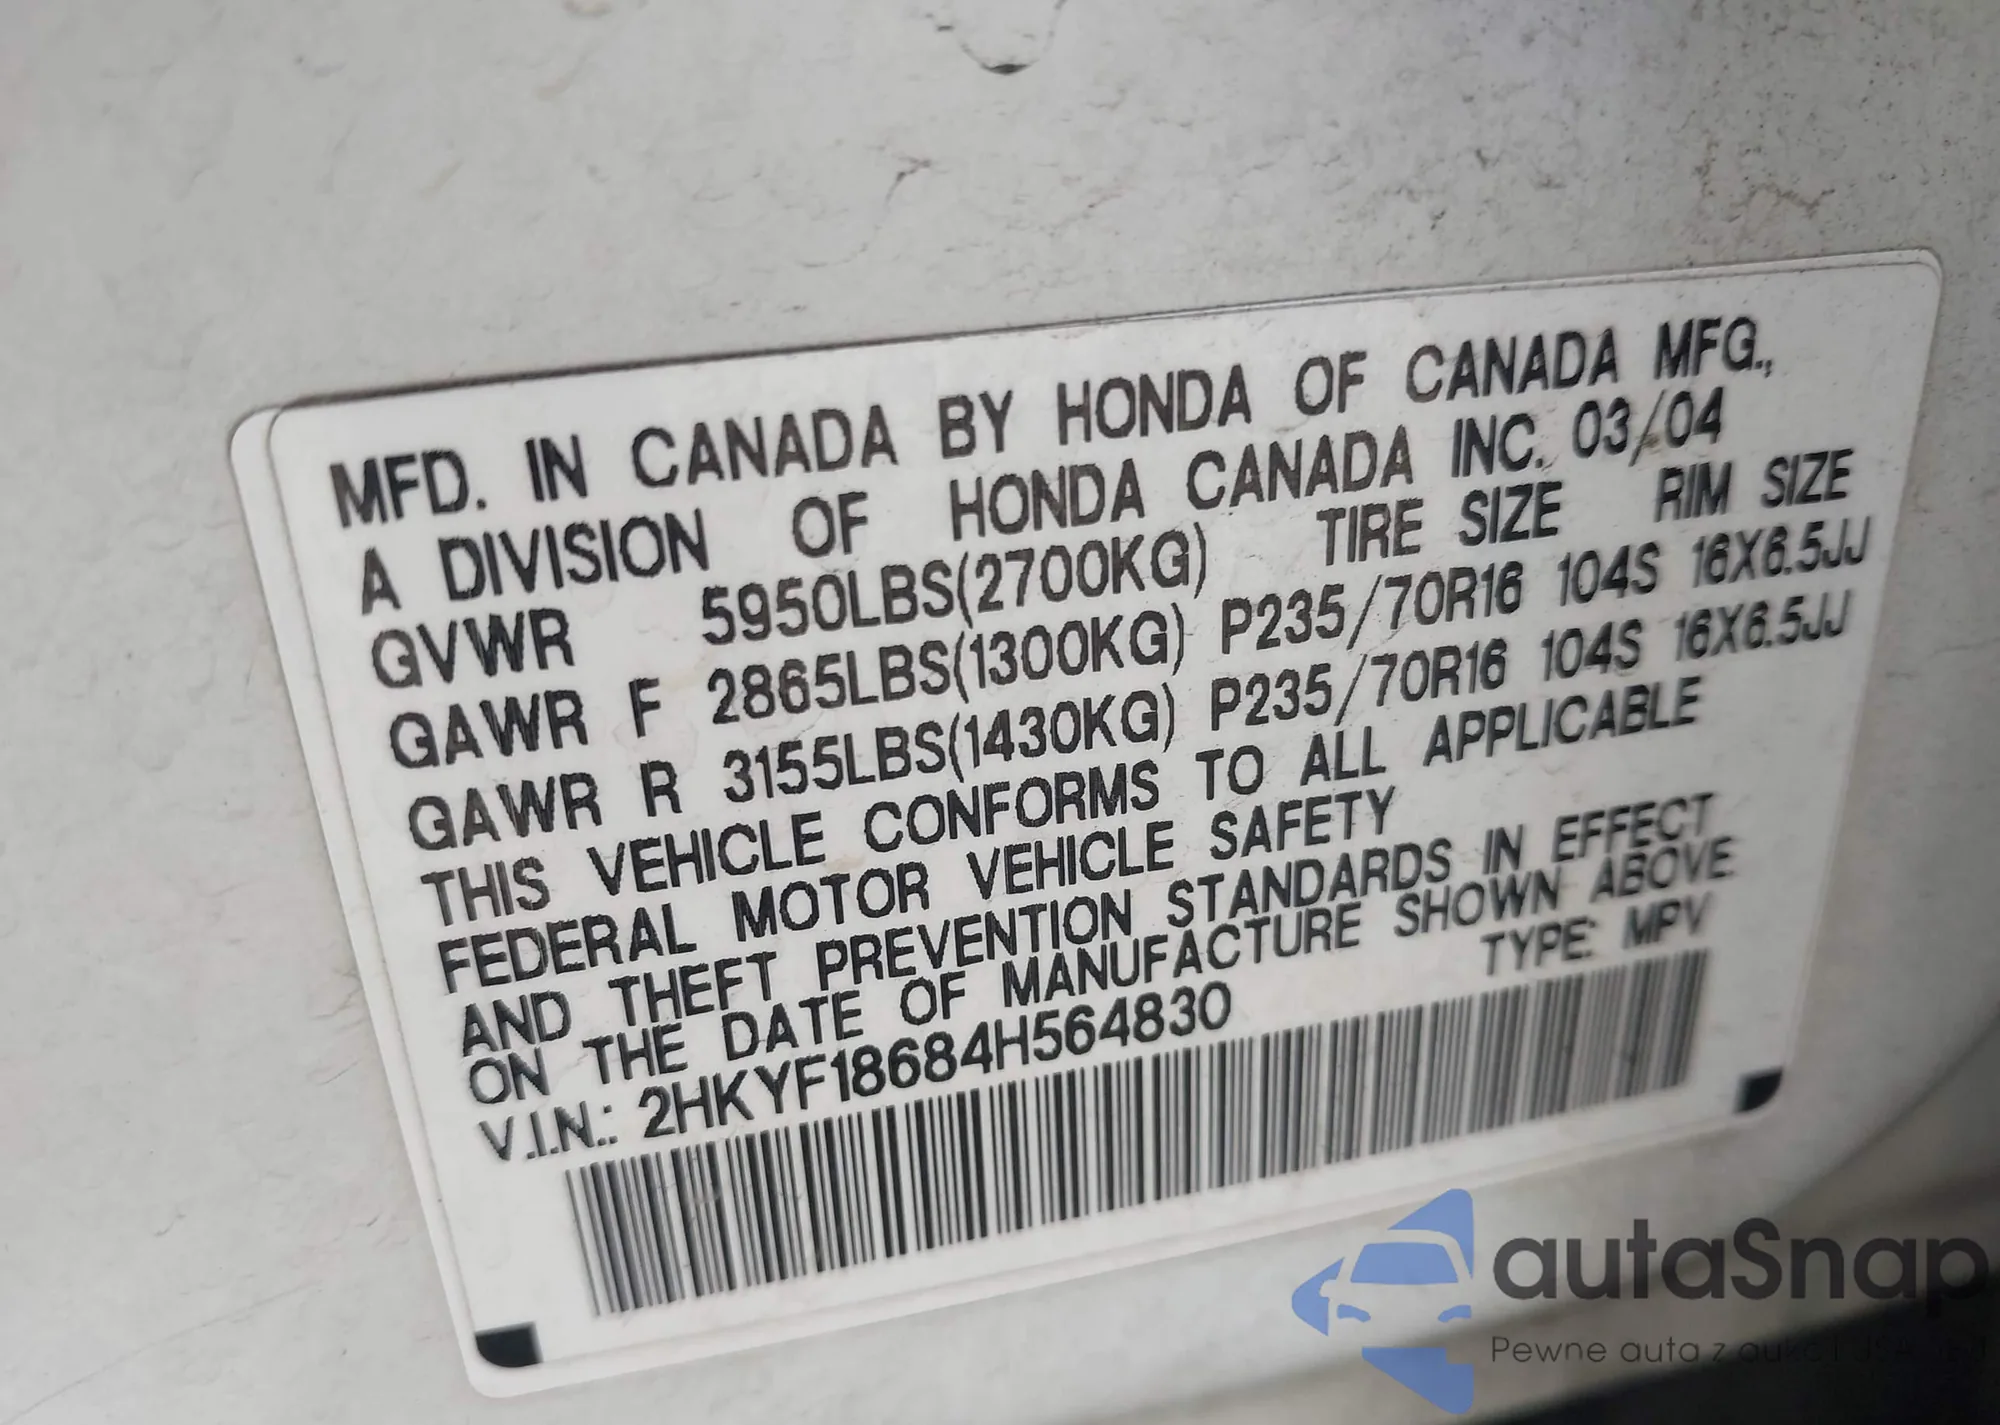 MFD. IN CANADA BY HONDA OF CANADA MFG.,
A DIVISION OF HONDA CANADA INC. 03/04
GVWR 5950LBS(2700KG) TIRE SIZE RIM SIZE
GAWR F 2865LBS(1300KG) P235/70R16 104S 16X6.5JJ
GAWR R 3155LBS(1430KG) P235/70R16 104S 16X6.5JJ
THIS VEHICLE CONFORMS TO ALL APPLICABLE
FEDERAL MOTOR VEHICLE SAFETY
AND THEFT PREVENTION STANDARDS IN EFFECT
ON THE DATE OF MANUFACTURE SHOWN ABOVE
V.I.N.: 2HKYF18684H564830 TYPE: MPV
autaSnap
Pewne auta z